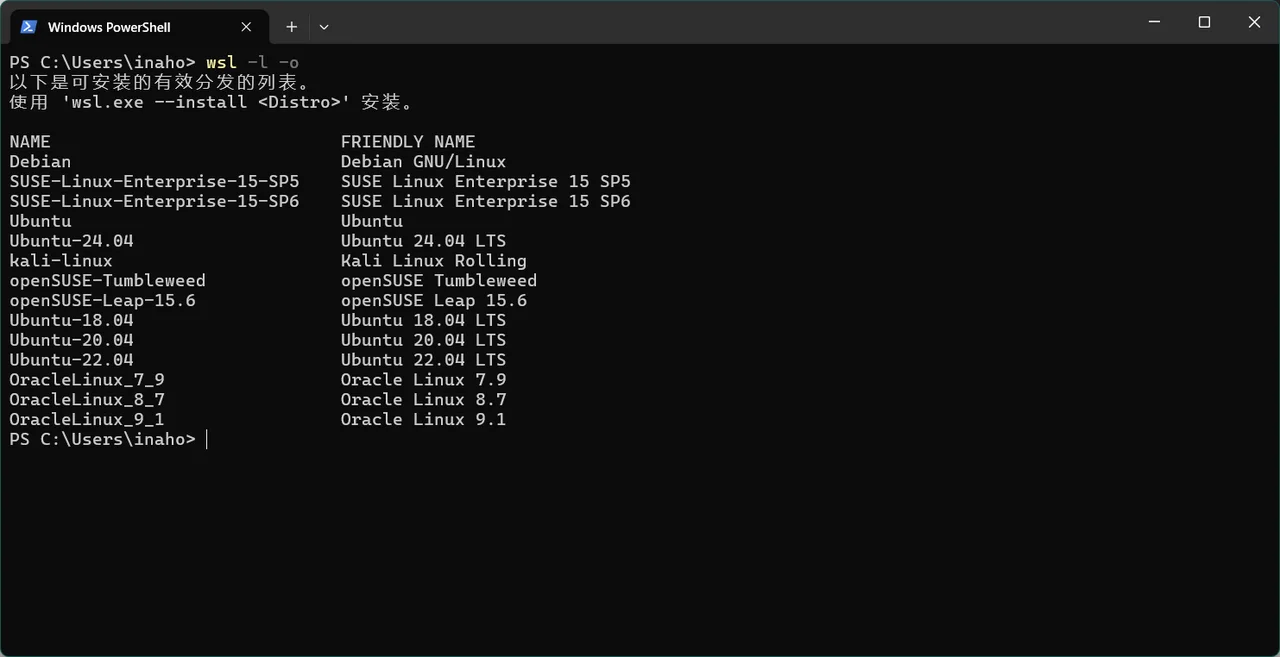 Windows PowerShell
PS C:\Users\inaho> wsl -l -o
以下是可安装的有效分发的列表。
使用 'wsl.exe --install <Distro>' 安装。
NAME FRIENDLY NAME
Debian Debian GNU/Linux
SUSE-Linux-Enterprise-15-SP5 SUSE Linux Enterprise 15 SP5
SUSE-Linux-Enterprise-15-SP6 SUSE Linux Enterprise 15 SP6
Ubuntu Ubuntu
Ubuntu-24.04 Ubuntu 24.04 LTS
kali-linux Kali Linux Rolling
openSUSE-Tumbleweed openSUSE Tumbleweed
openSUSE-Leap-15.6 openSUSE Leap 15.6
Ubuntu-18.04 Ubuntu 18.04 LTS
Ubuntu-20.04 Ubuntu 20.04 LTS
Ubuntu-22.04 Ubuntu 22.04 LTS
OracleLinux_7_9 Oracle Linux 7.9
OracleLinux_8_7 Oracle Linux 8.7
OracleLinux_9_1 Oracle Linux 9.1
PS C:\Users\inaho>